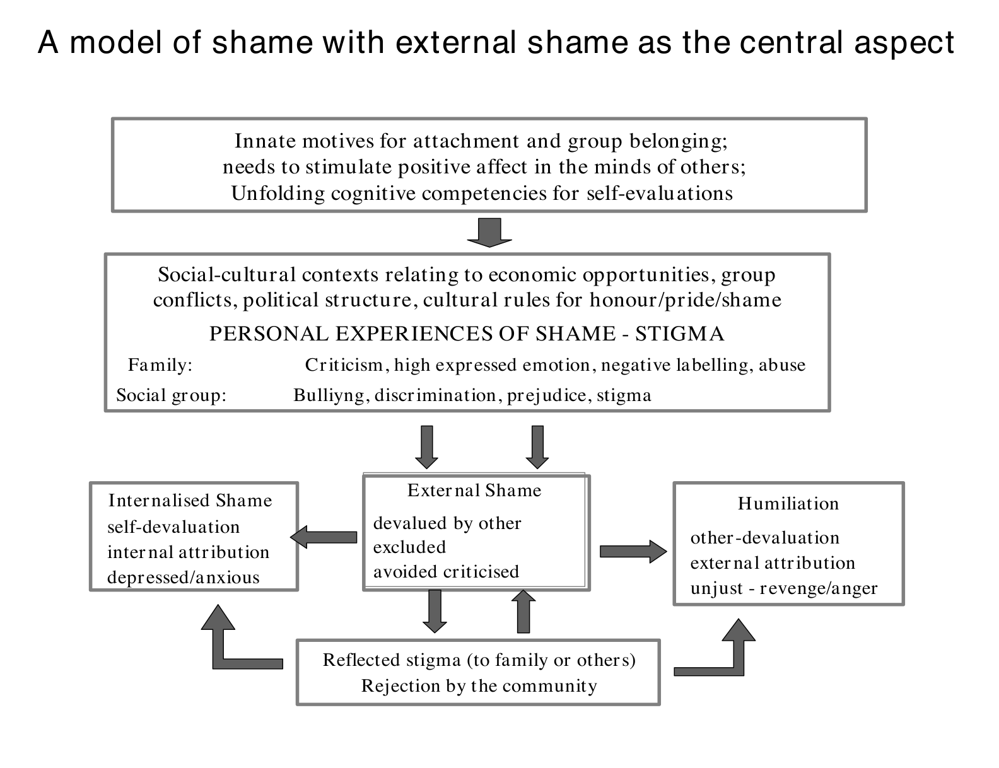 A model of shame with external shame as the central aspect
Innate motives for attachment and group belonging;
needs to stimulate positive affect in the minds of others;
Unfolding cognitive competencies for self-evaluations
Social-cultural contexts relating to economic opportunities, group
conflicts, political structure, cultural rules for honour/pride/shame
PERSONAL EXPERIENCES OF SHAME - STIGMA
Family: Criticism, high expressed emotion, negative labelling, abuse
Social group: Bulliyng, discrimination, prejudice, stigma
Internalised Shame
self-devaluation
internal attribution
depressed/anxious
External Shame
devalued by other
excluded
avoided criticised
Humiliation
other-devaluation
external attribution
unjust - revenge/anger
Reflected stigma (to family or others)
Rejection by the community